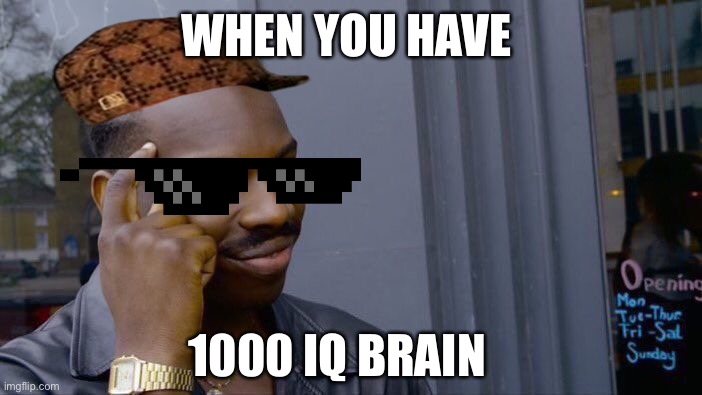 WHEN YOU HAVE
1000 IQ BRAIN
Opening
Mon
Tue-Thur
Fri-Sat
Sunday
imgflip.com